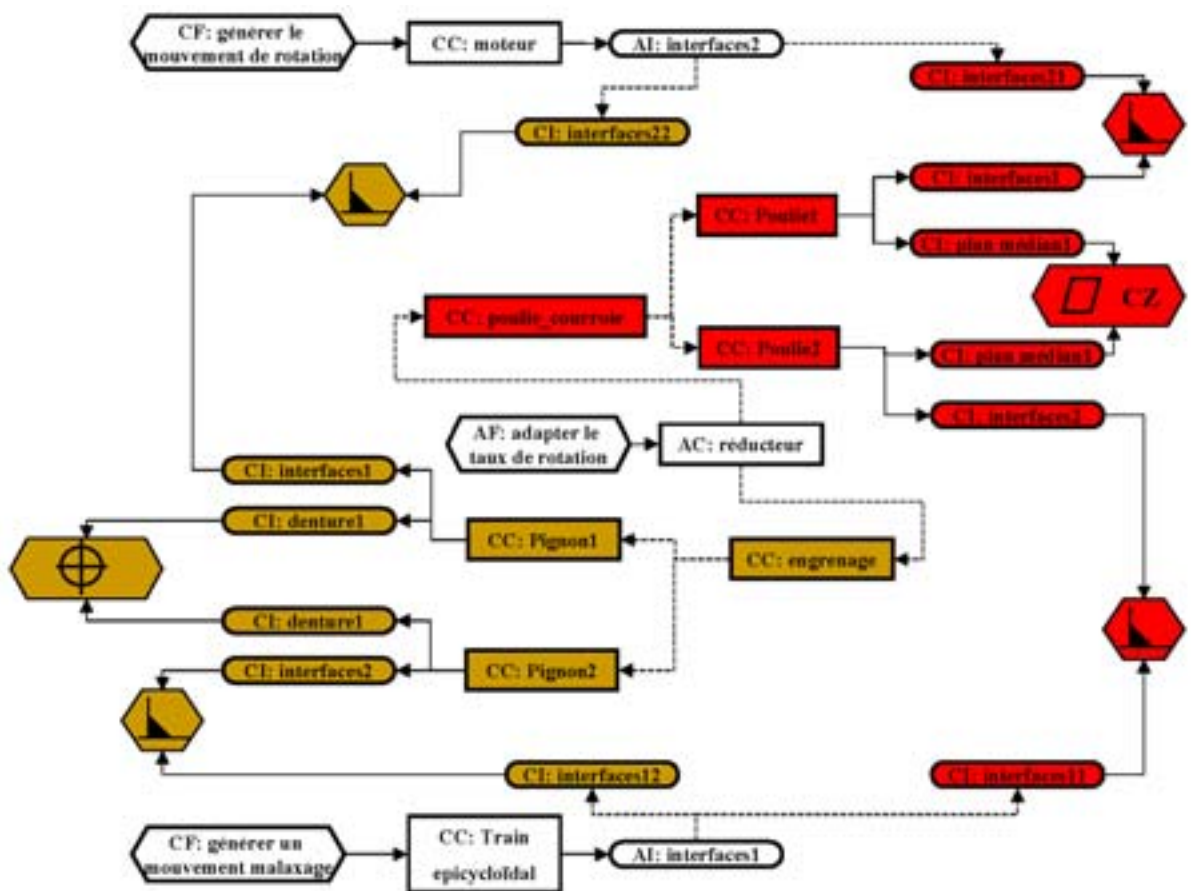 CF: générer le
mouvement de rotation
CC: moteur
AI: interfaces2
CI: interfaces21
CI: interfaces22
CI: interfaces1
CC: Poulie1
CI: plan médian1
CZ
CC: poulie_courroie
CC: Poulie2
CI: plan médian1
CI: interfaces2
AF: adapter le
taux de rotation
AC: réducteur
CI: interfaces1
CI: denture1
CC: Pignon1
CC: engrenage
CI: denture1
CI: interfaces2
CC: Pignon2
CI: interfaces12
CI: interfaces11
CF: générer un
mouvement malaxage
CC: Train
epicycloïdal
AI: interfaces1